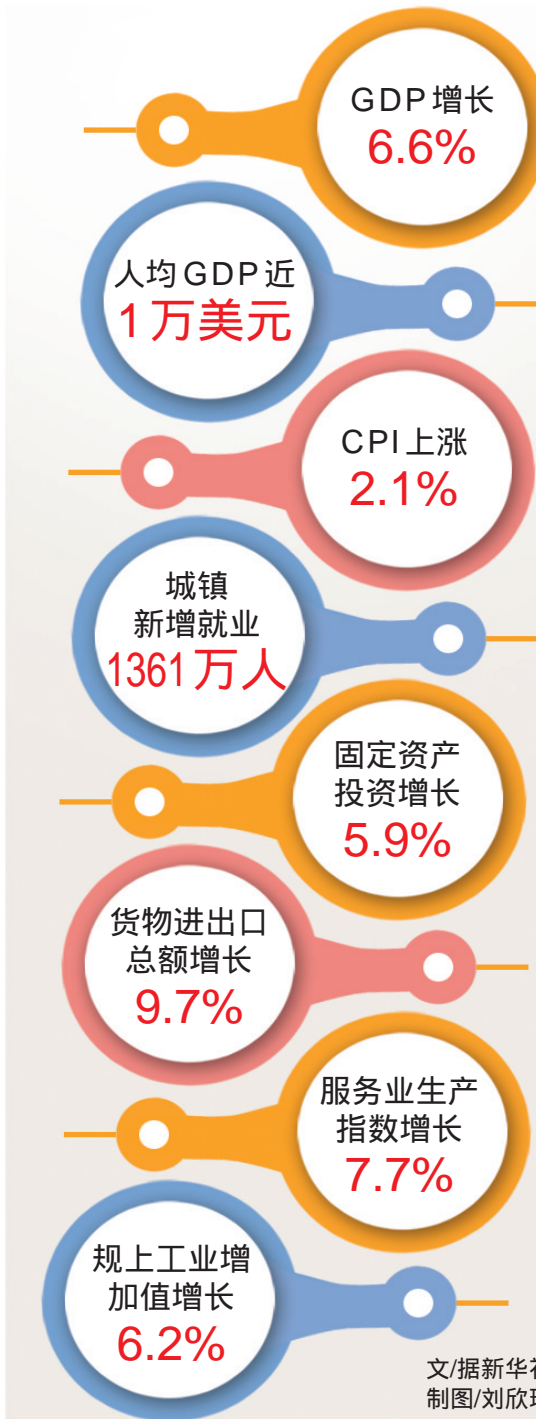 GDP增长
6.6%
人均GDP近
1万美元
CPI上涨
2.1%
城镇
新增就业
1361万人
固定资产
投资增长
5.9%
货物进出口
总额增长
9.7%
服务业生产
指数增长
7.7%
规上工业增
加值增长
6.2%
文/据新华
制图/刘欣